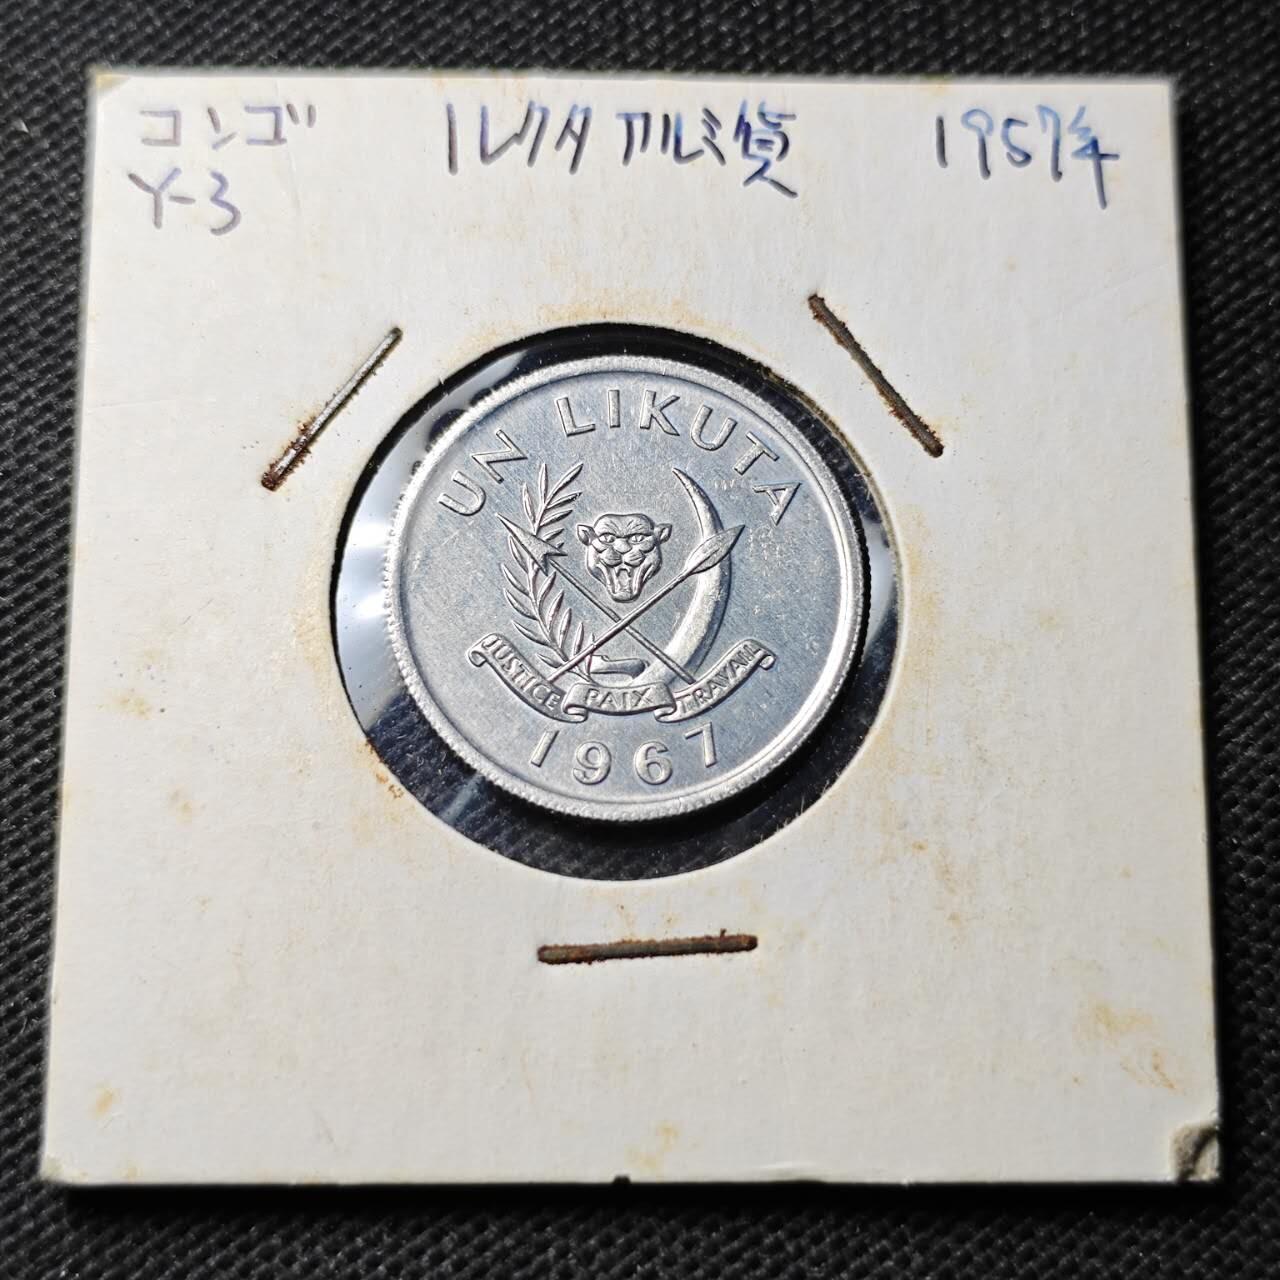 コンゴ 1レクタ アルミ貨 1957年
Y-3
UN LIKUTA
JUSTICE PAIX TRAVAIL
1967